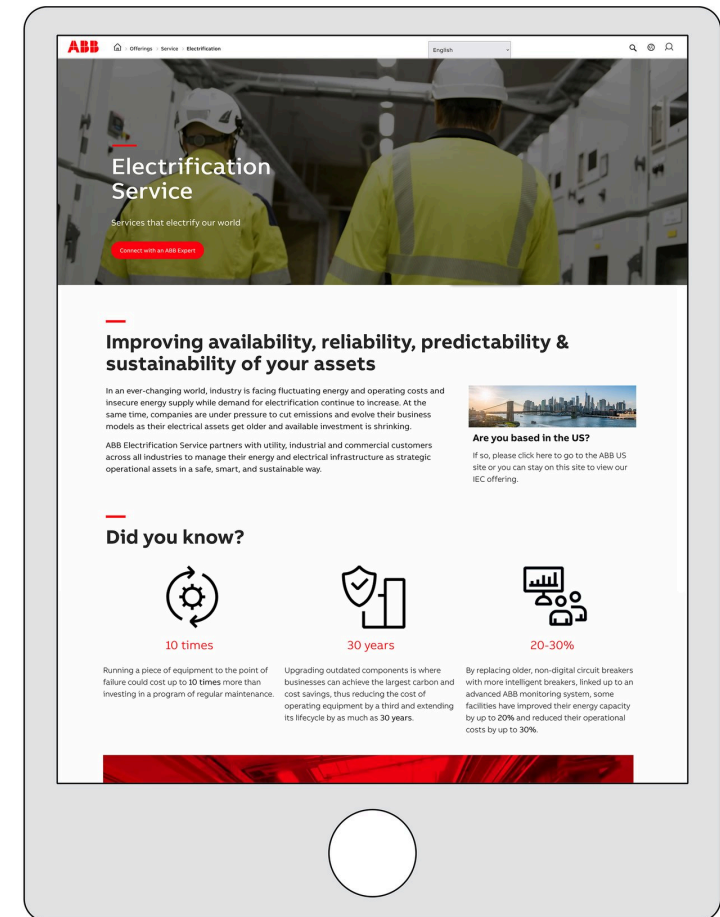 ABB
Offerings > Service > Electrification
English
Electrification
Service
Services that electrify our world
Connect with an ABB Expert
Improving availability, reliability, predictability &
sustainability of your assets
In an ever-changing world, industry is facing fluctuating energy and operating costs and
insecure energy supply while demand for electrification continue to increase. At the
same time, companies are under pressure to cut emissions and evolve their business
models as their electrical assets get older and available investment is shrinking.
ABB Electrification Service partners with utility, industrial and commercial customers
across all industries to manage their energy and electrical infrastructure as strategic
operational assets in a safe, smart, and sustainable way.
Are you based in the US?
If so, please click here to go to the ABB US
site or you can stay on this site to view our
IEC offering.
Did you know?
10 times
Running a piece of equipment to the point of
failure could cost up to 10 times more than
investing in a program of regular maintenance.
30 years
Upgrading outdated components is where
businesses can achieve the largest carbon and
cost savings, thus reducing the cost of
operating equipment by a third and extending
its lifecycle by as much as 30 years.
20-30%
By replacing older, non-digital circuit breakers
with more intelligent breakers, linked up to an
advanced ABB monitoring system, some
facilities have improved their energy capacity
by up to 20% and reduced their operational
costs by up to 30%.